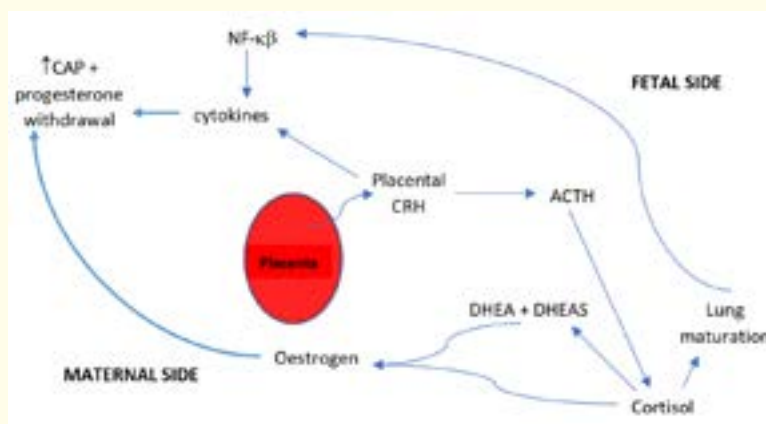 NF-κβ
↑CAP +
progesterone
withdrawal
FETAL SIDE
cytokines
Placental
CRH
ACTH
Placenta
DHEA + DHEAS
Lung
maturation
Oestrogen
MATERNAL SIDE
Cortisol